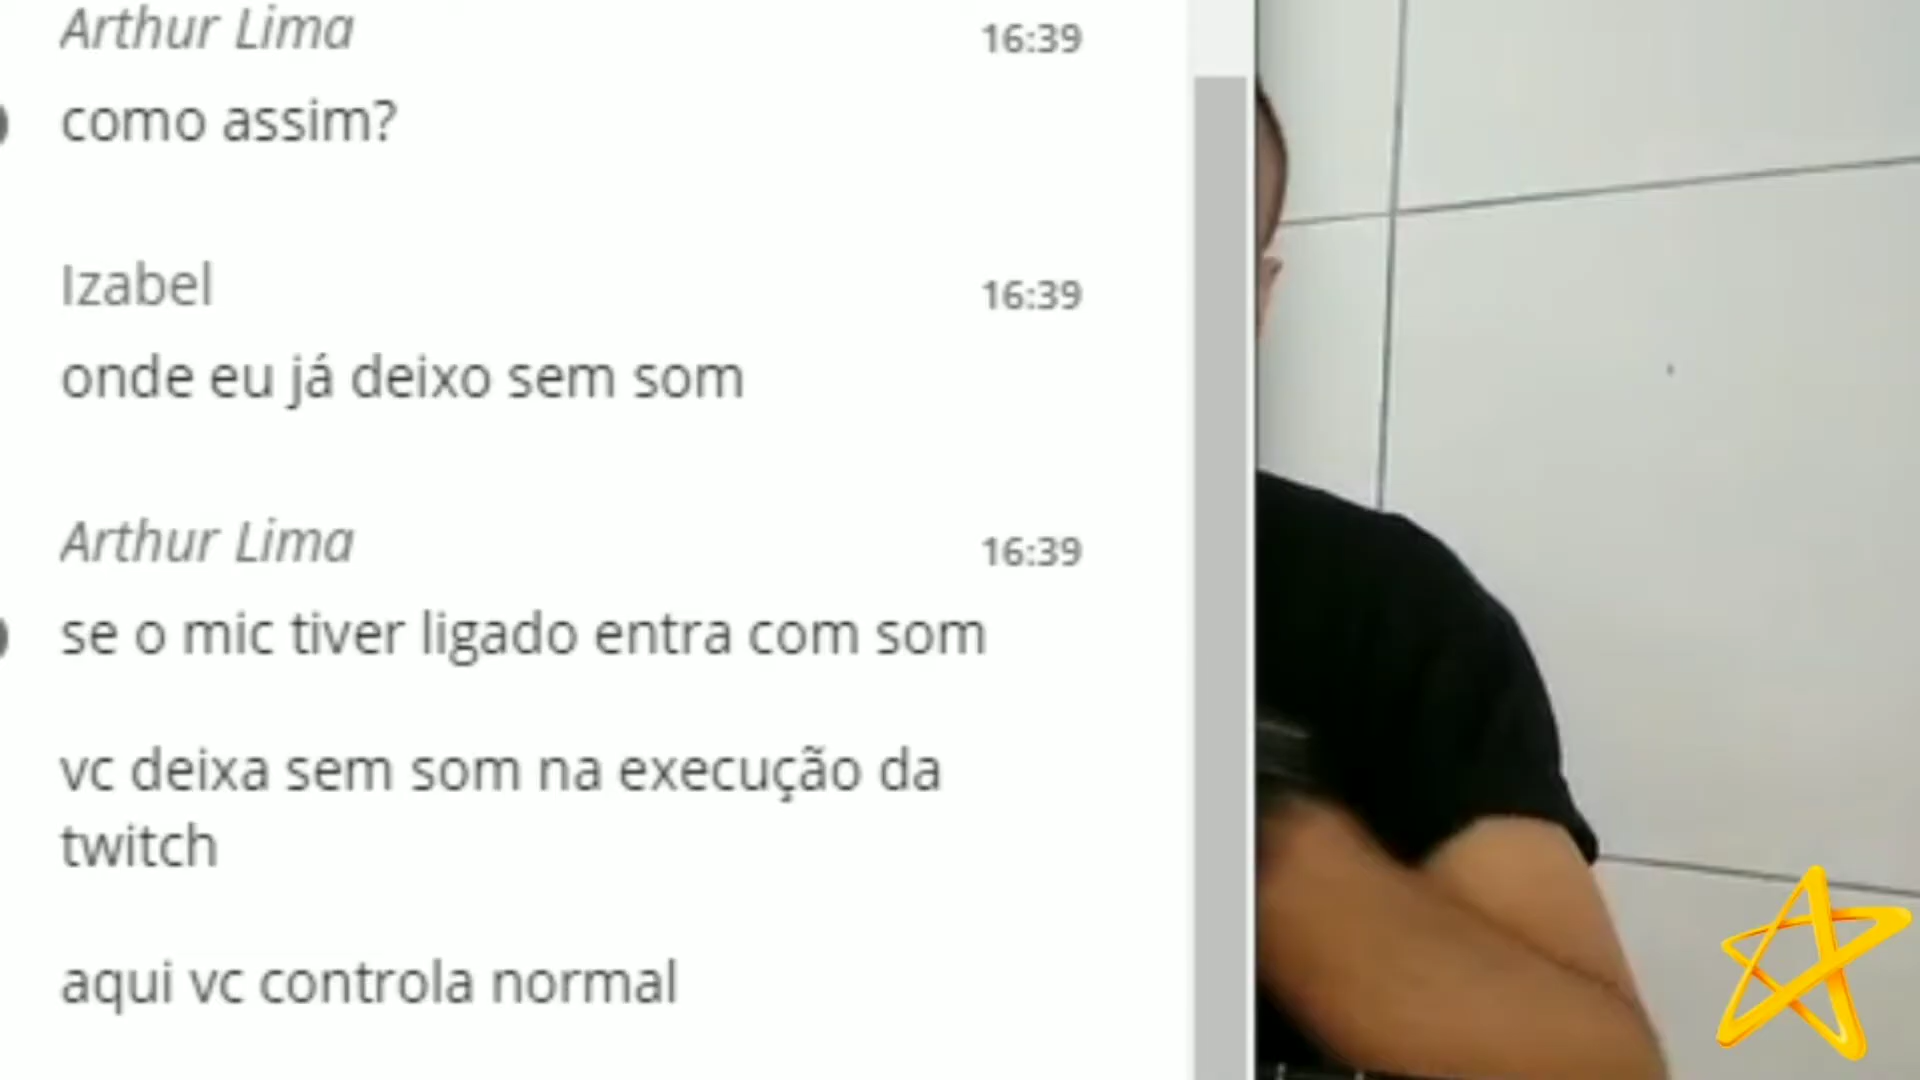 Arthur Lima
16:39
como assim?
Izabel
16:39
onde eu já deixo sem som
Arthur Lima
16:39
se o mic tiver ligado entra com som
vc deixa sem som na execução da
twitch
aqui vc controla normal